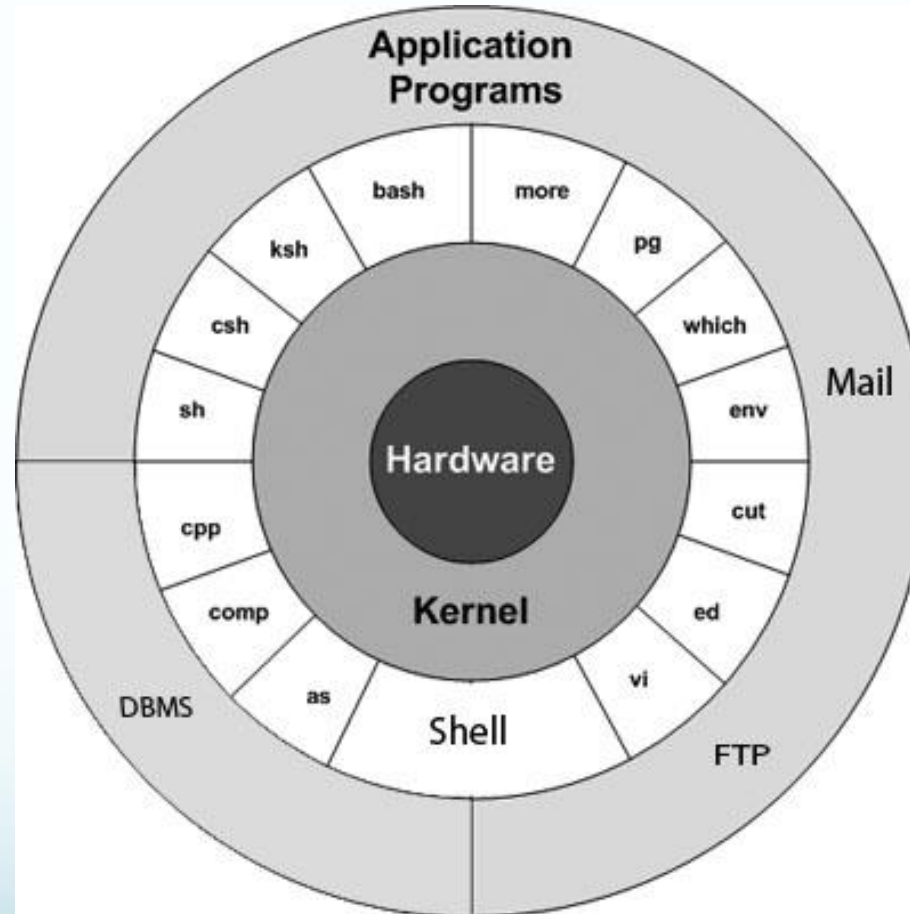 Application
Programs
bash
more
ksh
pg
csh
which
sh
env
Mail
Hardware
cpp
cut
comp
Kernel
ed
as
vi
DBMS
Shell
FTP